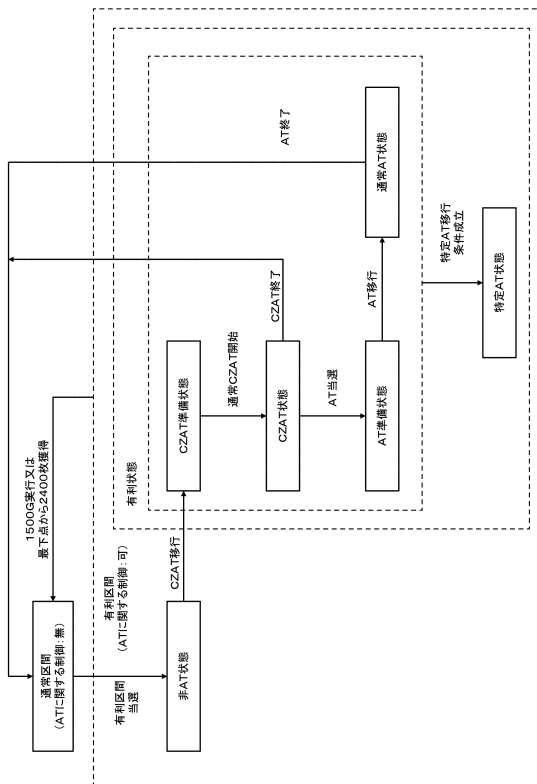 通常区間
(ATに関する制御:無)
1500G実行又は
最下点から2400枚獲得
有利区間
当選
有利区間
(ATに関する制御:可)
非AT状態
CZAT移行
有利状態
CZAT準備状態
通常CZAT開始
CZAT状態
CZAT終了
AT当選
AT準備状態
AT移行
通常AT状態
AT終了
特定AT移行
条件成立
特定AT状態